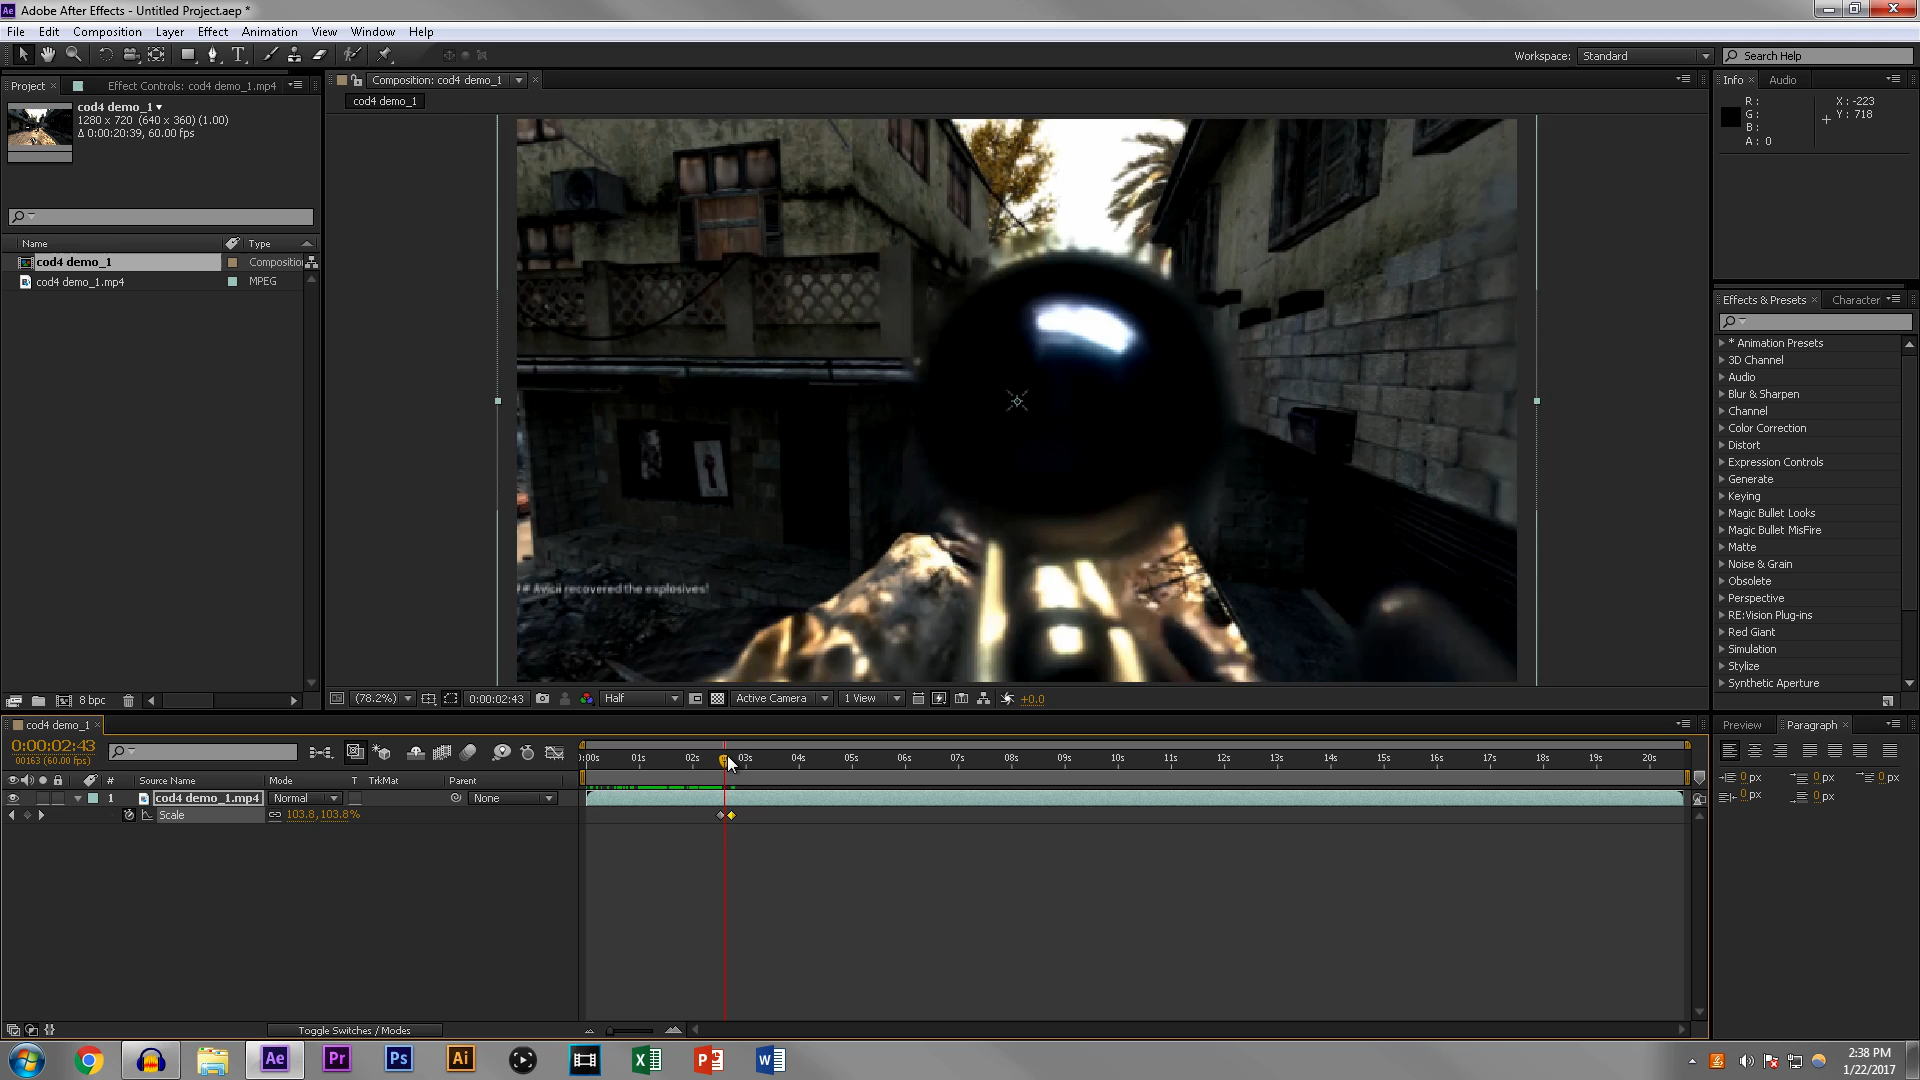 Ae Adobe After Effects - Untitled Project.aep *
File Edit Composition Layer Effect Animation View Window Help
Workspace: Standard Search Help
Project Effect Controls: cod4 demo_1.mp4
cod4 demo_1
1280 x 720 (640 x 360) (1.00)
Δ 0:00:20:39, 60.00 fps
Name Type
cod4 demo_1 Compositio
cod4 demo_1.mp4 MPEG
8 bpc
Composition: cod4 demo_1
cod4 demo_1
Avicii recovered the explosives!
(78.2%) 0:00:02:43 Half Active Camera 1 View +0.0
Info Audio
R: X: -223
G: Y: 718
B:
A: 0
Effects & Presets Character
* Animation Presets
3D Channel
Audio
Blur & Sharpen
Channel
Color Correction
Distort
Expression Controls
Generate
Keying
Magic Bullet Looks
Magic Bullet MisFire
Matte
Noise & Grain
Obsolete
Perspective
RE:Vision Plug-ins
Red Giant
Simulation
Stylize
Synthetic Aperture
cod4 demo_1
0:00:02:43
00163 (60.00 fps)
# Source Name Mode T TrkMat Parent
1 cod4 demo_1.mp4 Normal None
Scale 103.8,103.8%
):00s 01s 02s 03s 04s 05s 06s 07s 08s 09s 10s 11s 12s 13s 14s 15s 16s 17s 18s 19s 20s
Toggle Switches / Modes
Preview Paragraph
0 px 0 px 0 px
0 px 0 px
Ae Pr Ps Ai
2:38 PM
1/22/2017